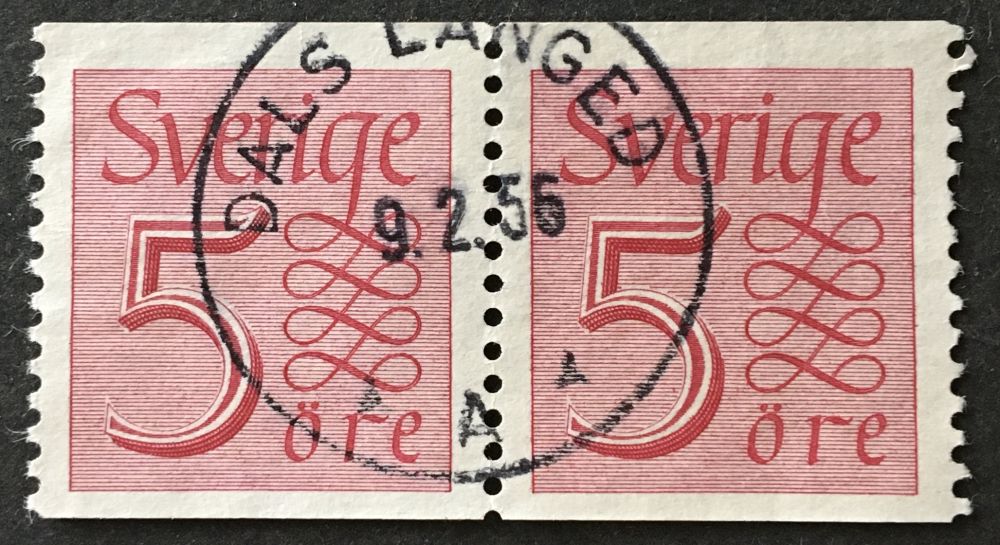 DALS LÅNGED
9.2.56
A
Sverige
5
öre
Sverige
5
öre